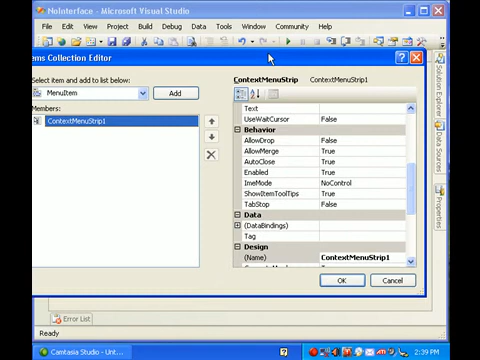 NoInterface - Microsoft Visual Studio
File Edit View Project Build Debug Data Tools Window Community Help
ems Collection Editor
Select item and add to list below:
MenuItem
Add
Members:
ContextMenuStrip1
ContextMenuStrip ContextMenuStrip1
Text
UseWaitCursor False
Behavior
AllowDrop False
AllowMerge True
AutoClose True
Enabled True
ImeMode NoControl
ShowItemToolTips True
TabStop False
Data
(DataBindings)
Tag
Design
(Name) ContextMenuStrip1
OK Cancel
Solution Explorer
Data Sources
Properties
Error List
Ready
Camtasia Studio - Unt...
2:39 PM